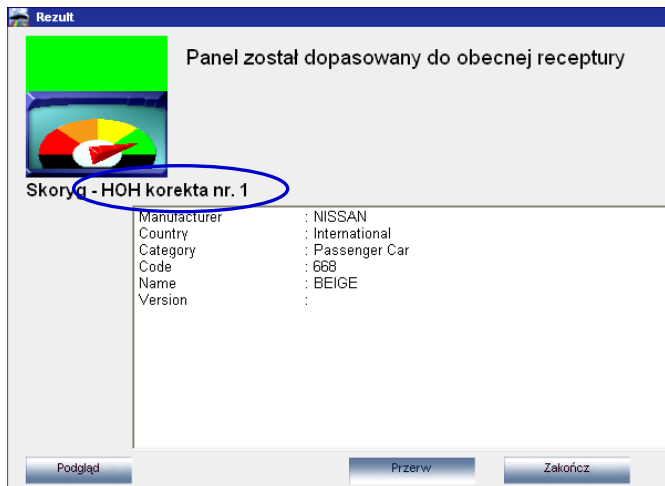 Rezult
Panel został dopasowany do obecnej receptury
Skoryg - HOH korekta nr. 1
Manufacturer : NISSAN
Country : International
Category : Passenger Car
Code : 668
Name : BEIGE
Version :
Podgląd Przerw Zakończ